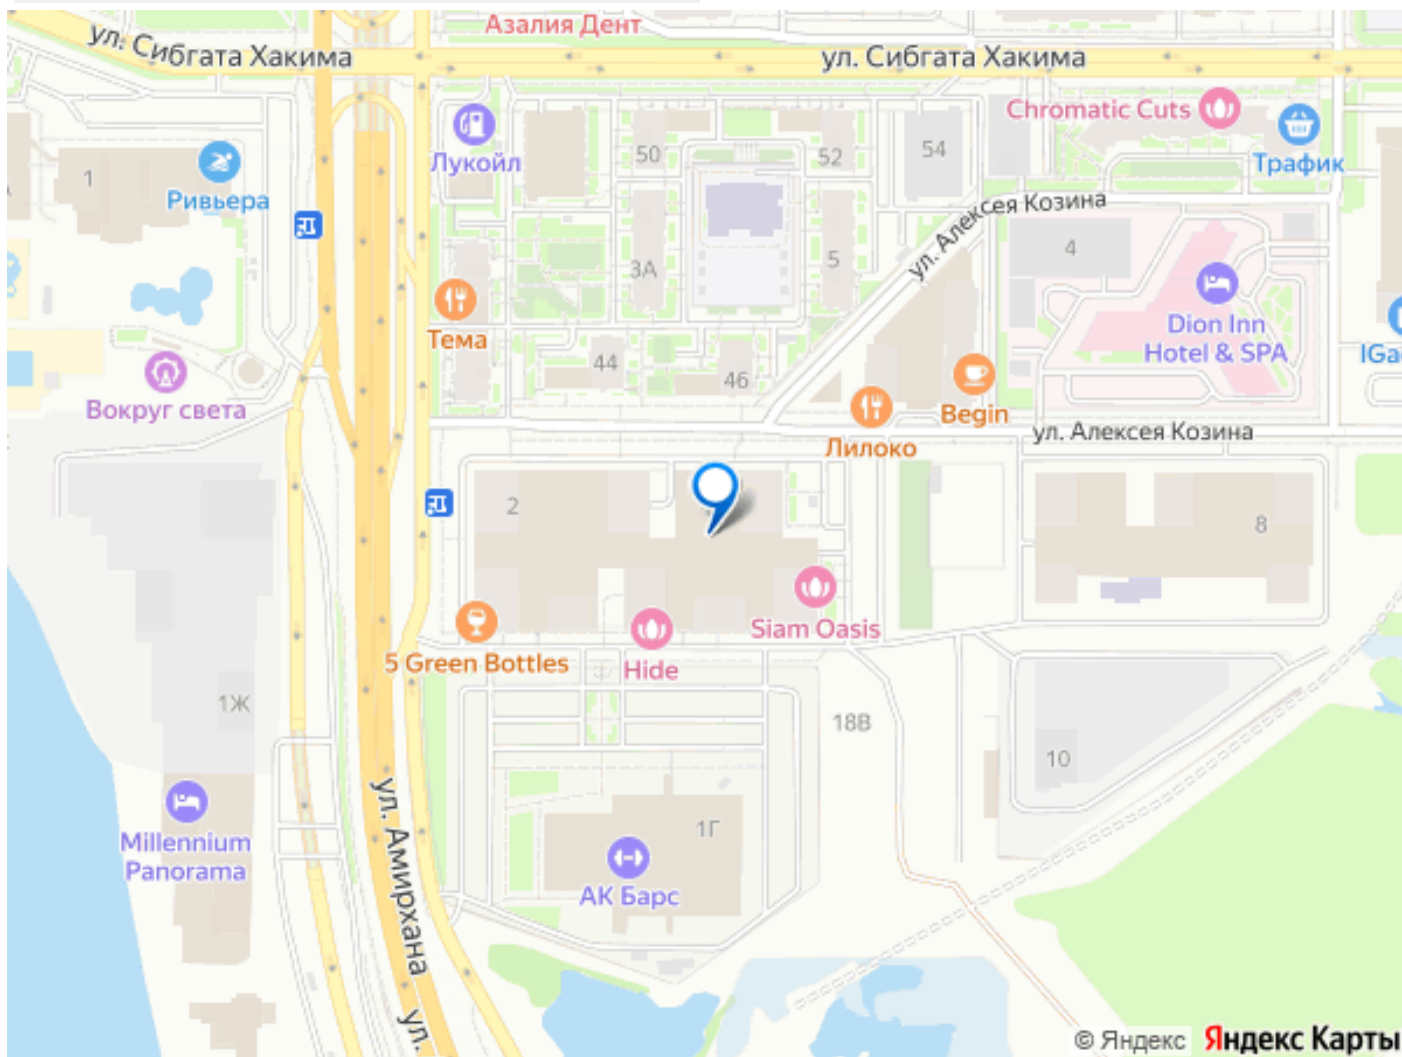 Азалия Дент
ул. Сибгата Хакима
ул. Сибгата Хакима
Chromatic Cuts
Трафик
Лукойл
50
52
54
1
Ривьера
ул. Алексея Козина
4
3А
5
Dion Inn
Hotel & SPA
Тема
44
46
IGa
Вокруг света
Begin
Лилоко
ул. Алексея Козина
2
8
Siam Oasis
5 Green Bottles
Hide
1Ж
18В
10
ул. Амирхана
1Г
Millennium
Panorama
АК Барс
ул.
© Яндекс Яндекс Карты